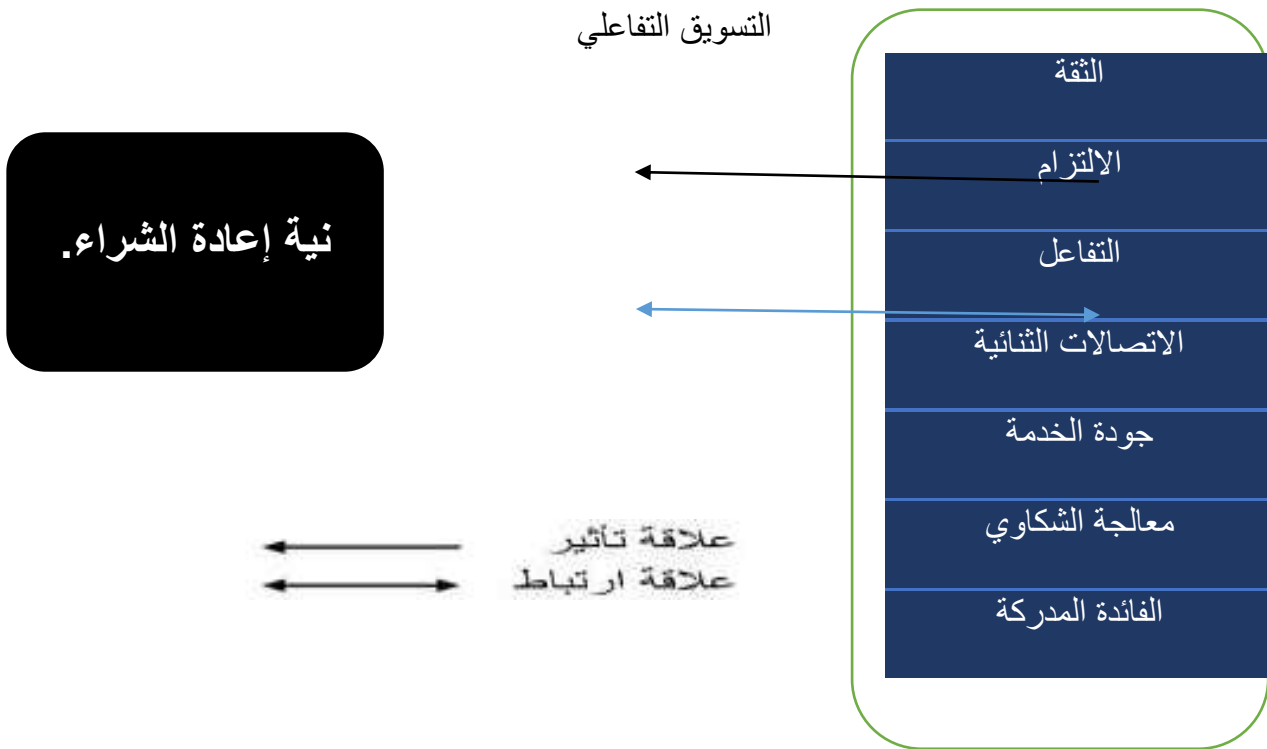 التسويق التفاعلي
الثقة
الالتزام
التفاعل
الاتصالات الثنائية
جودة الخدمة
معالجة الشكاوي
الفائدة المدركة
نية إعادة الشراء.
علاقة تأثير
علاقة ارتباط